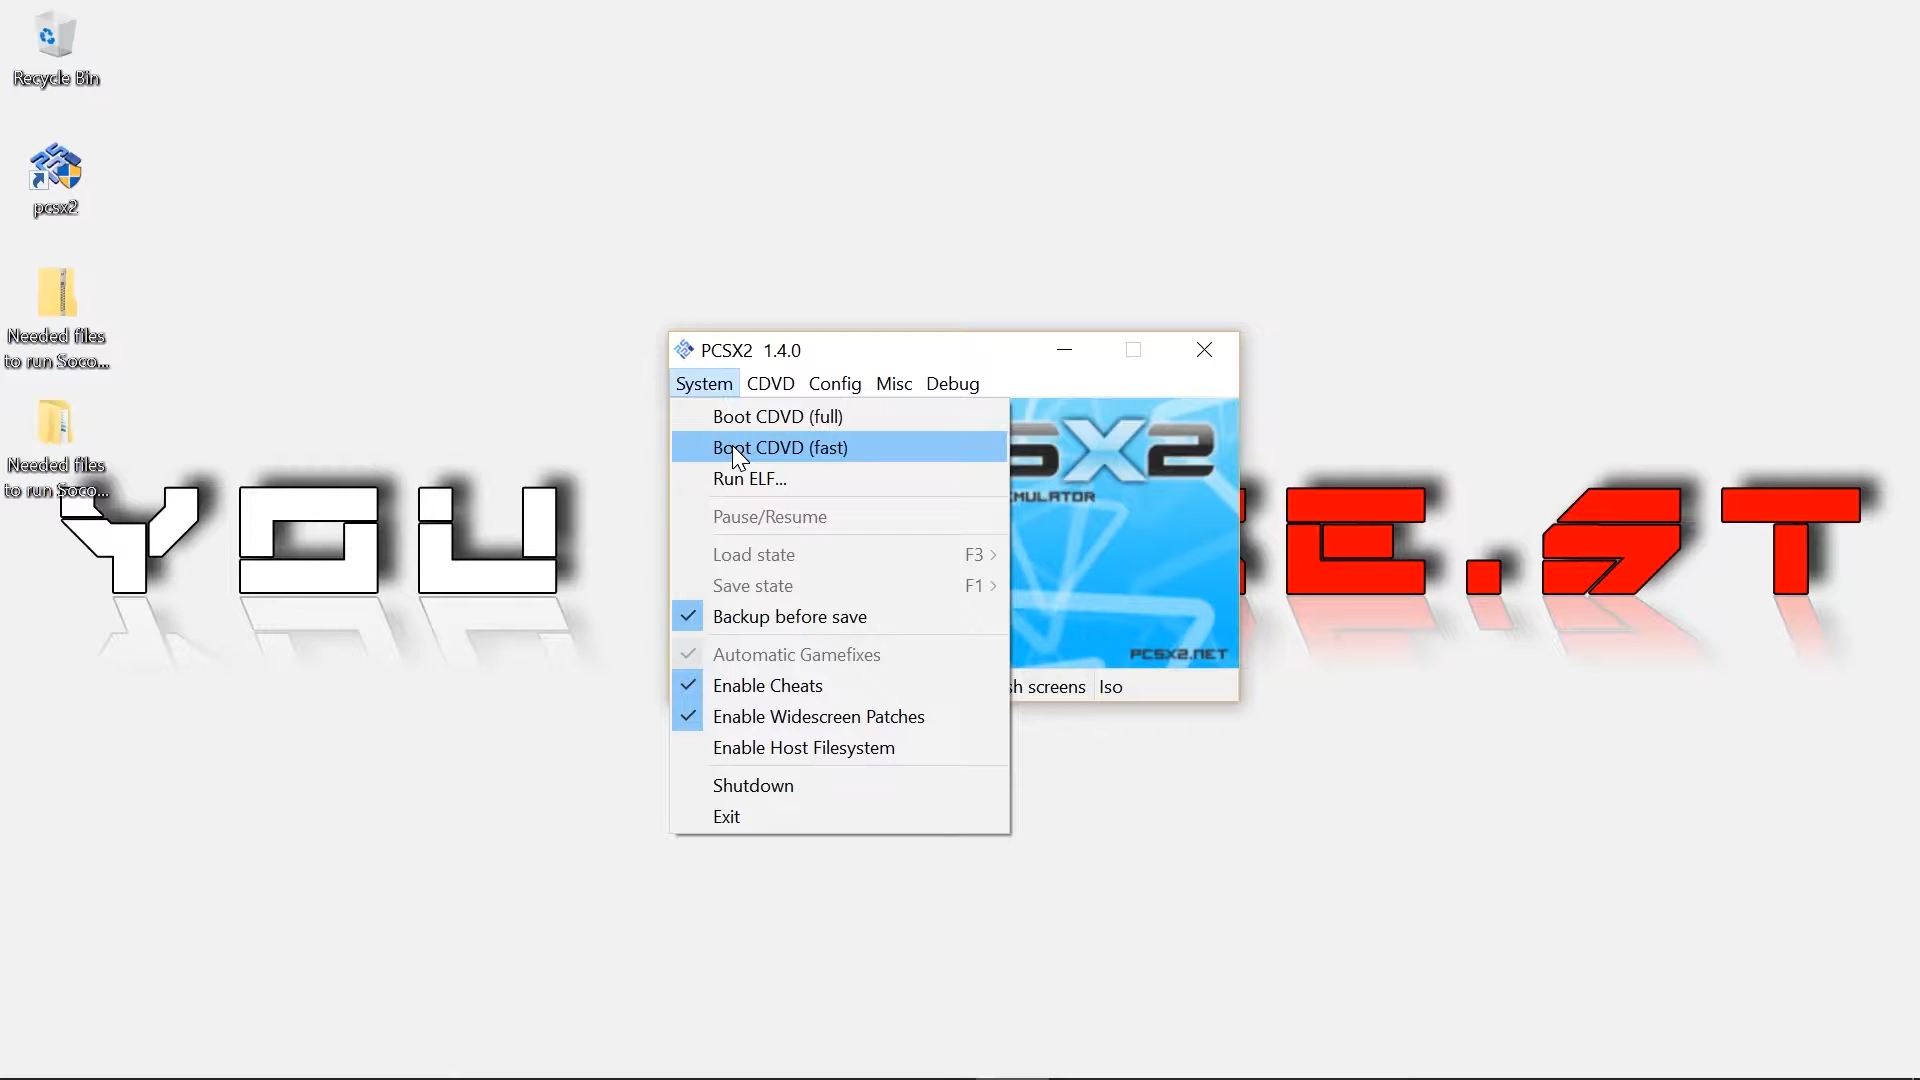 Recycle Bin
pcsx2
Needed files
to run Soco...
Needed files
to run Soco...
PCSX2 1.4.0
System CDVD Config Misc Debug
Boot CDVD (full)
Boot CDVD (fast)
Run ELF...
Pause/Resume
Load state F3
Save state F1
Backup before save
Automatic Gamefixes
Enable Cheats
Enable Widescreen Patches
Enable Host Filesystem
Shutdown
Exit
SX2
MULATOR
PCSX2.NET
sh screens Iso